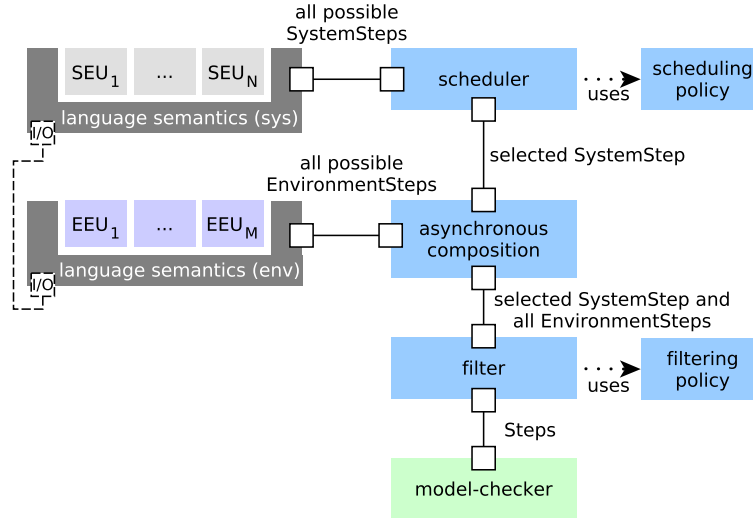 all possible
SystemSteps
SEU1 ... SEUN
language semantics (sys)
I/O
scheduler
uses
scheduling
policy
selected SystemStep
all possible
EnvironmentSteps
EEU1 ... EEUM
language semantics (env)
I/O
asynchronous
composition
selected SystemStep and
all EnvironmentSteps
filter
uses
filtering
policy
Steps
model-checker